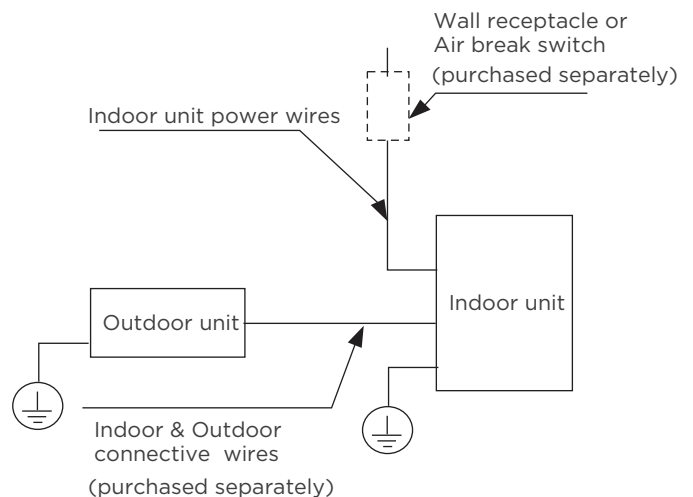 Wall receptacle or
Air break switch
(purchased separately)
Indoor unit power wires
Indoor unit
Outdoor unit
Indoor & Outdoor
connective wires
(purchased separately)